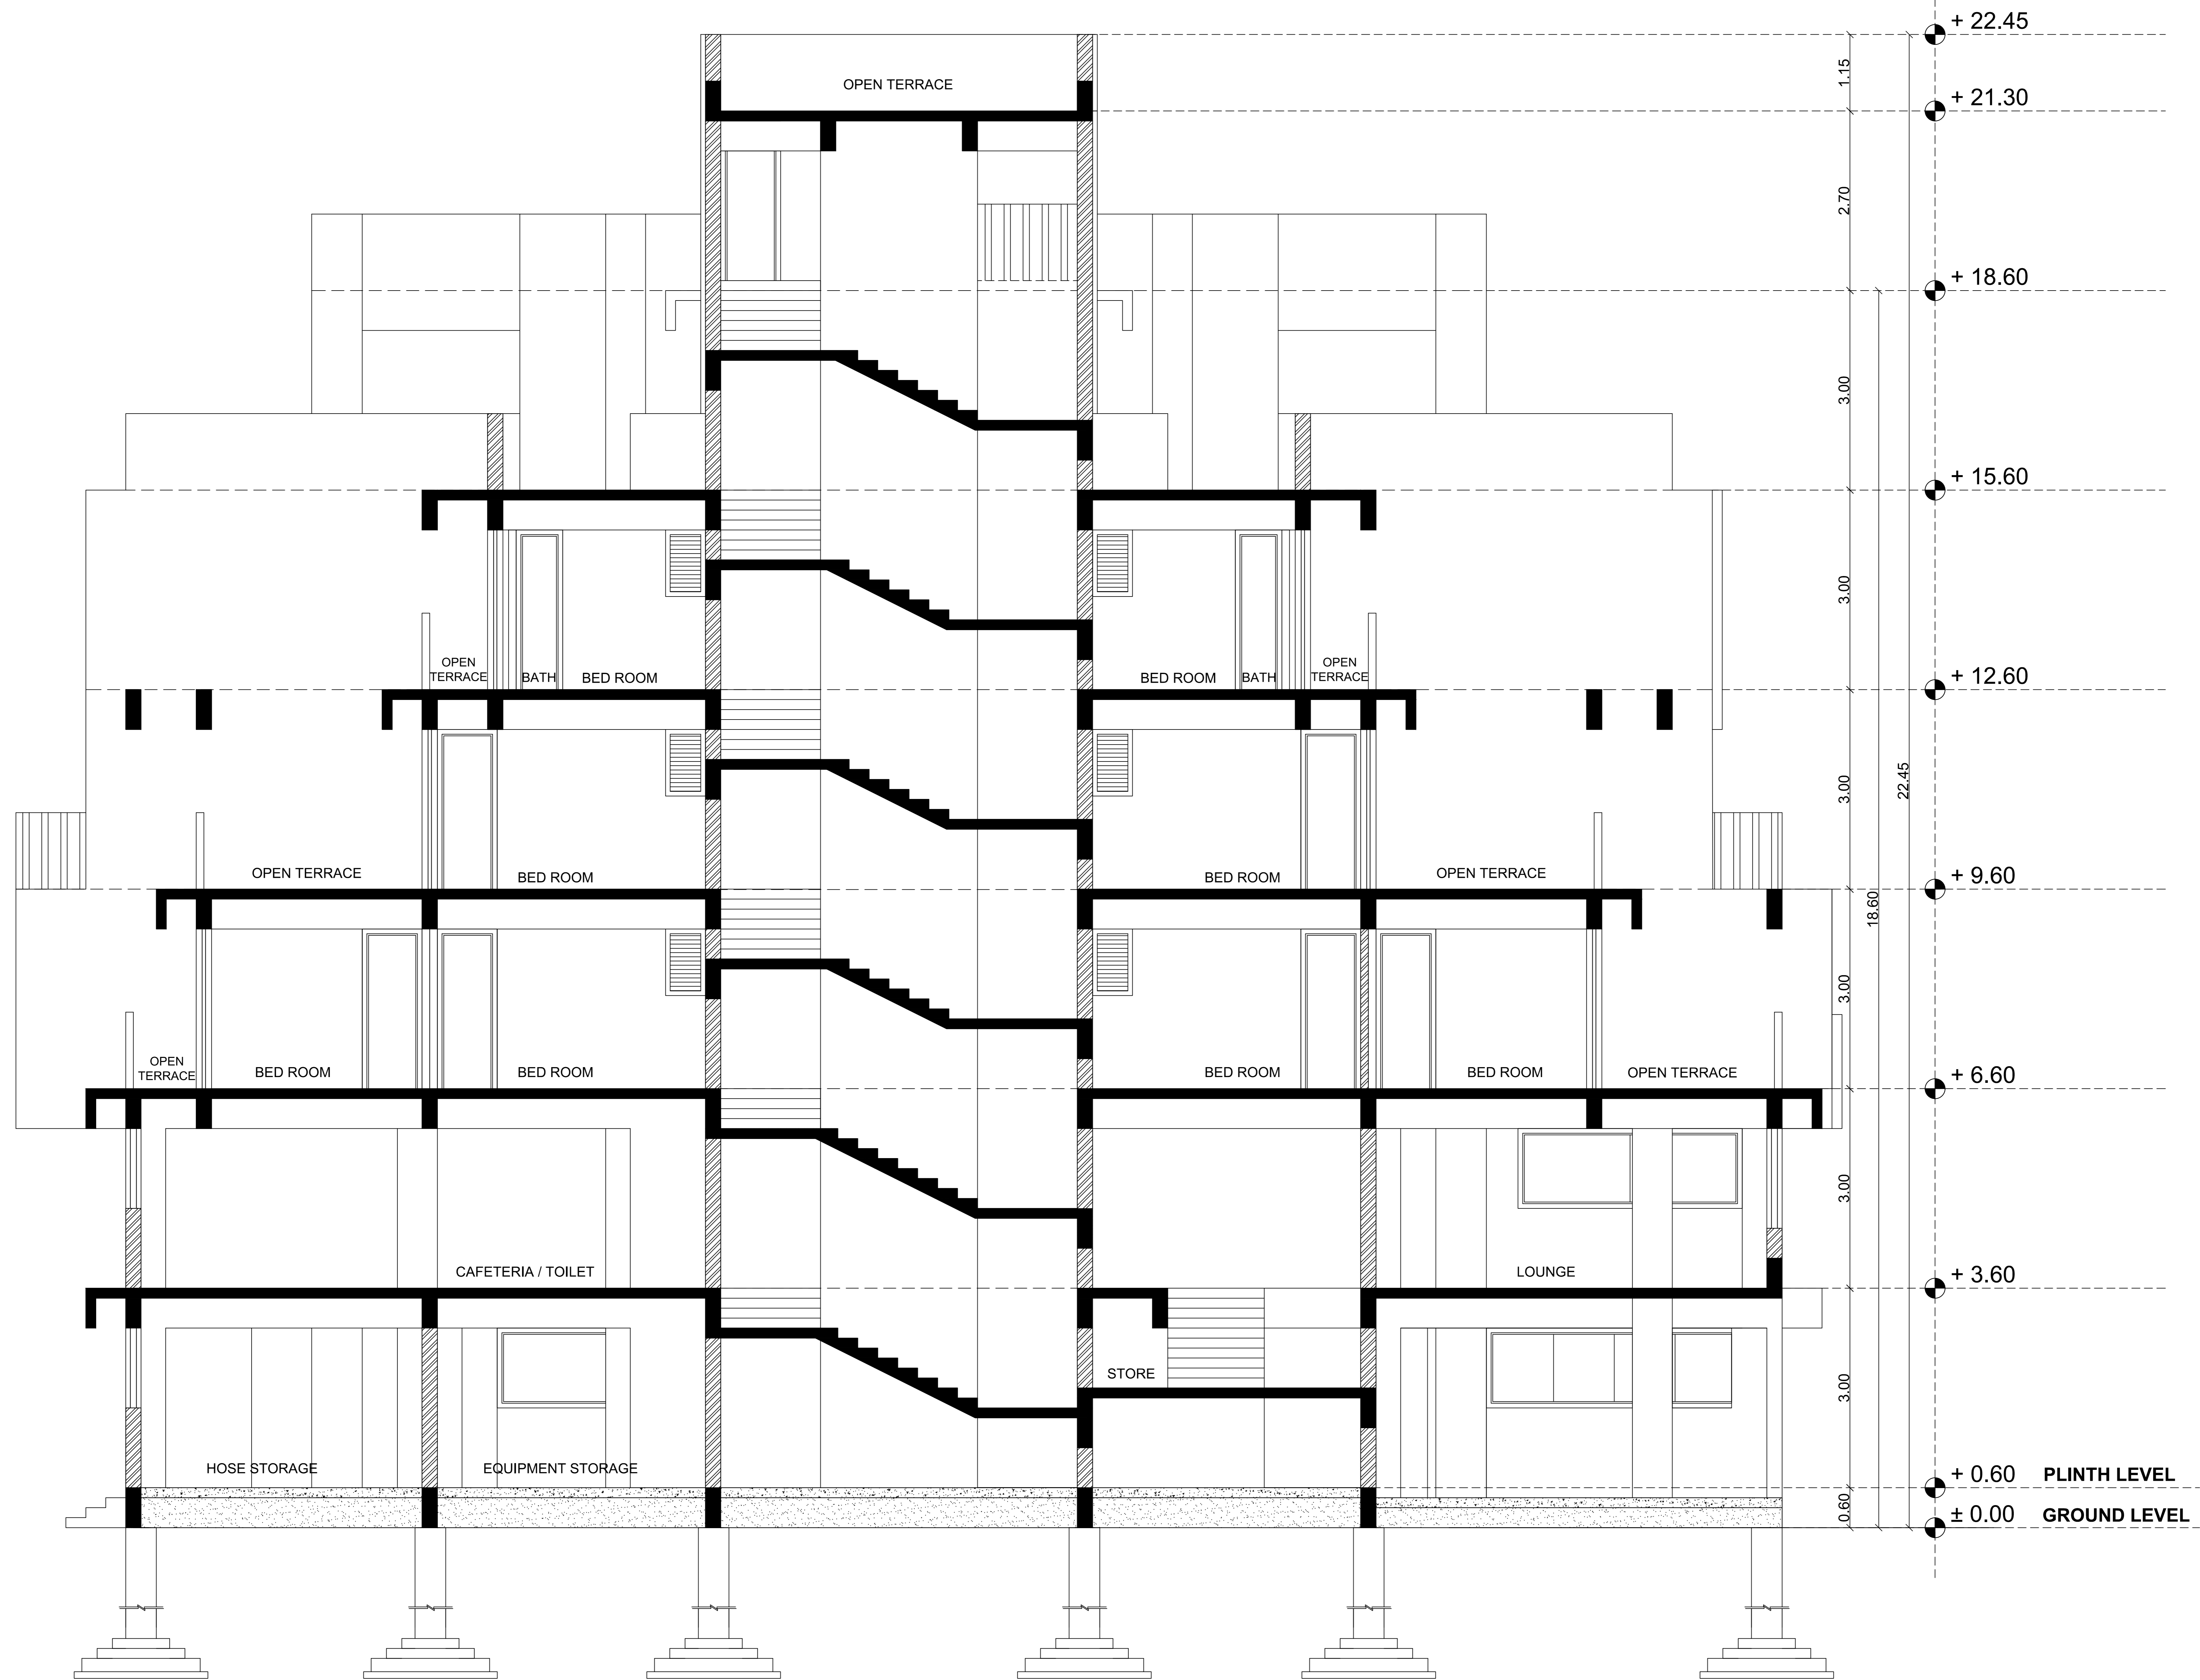 + 22.45
OPEN TERRACE
1.15
+ 21.30
2.70
+ 18.60
3.00
+ 15.60
3.00
OPEN
TERRACE
BATH
BED ROOM
BED ROOM
BATH
OPEN
TERRACE
+ 12.60
3.00
22.45
OPEN TERRACE
BED ROOM
BED ROOM
OPEN TERRACE
+ 9.60
18.60
3.00
OPEN
TERRACE
BED ROOM
BED ROOM
BED ROOM
BED ROOM
OPEN TERRACE
+ 6.60
3.00
CAFETERIA / TOILET
LOUNGE
+ 3.60
3.00
STORE
HOSE STORAGE
EQUIPMENT STORAGE
+ 0.60 PLINTH LEVEL
0.60
± 0.00 GROUND LEVEL